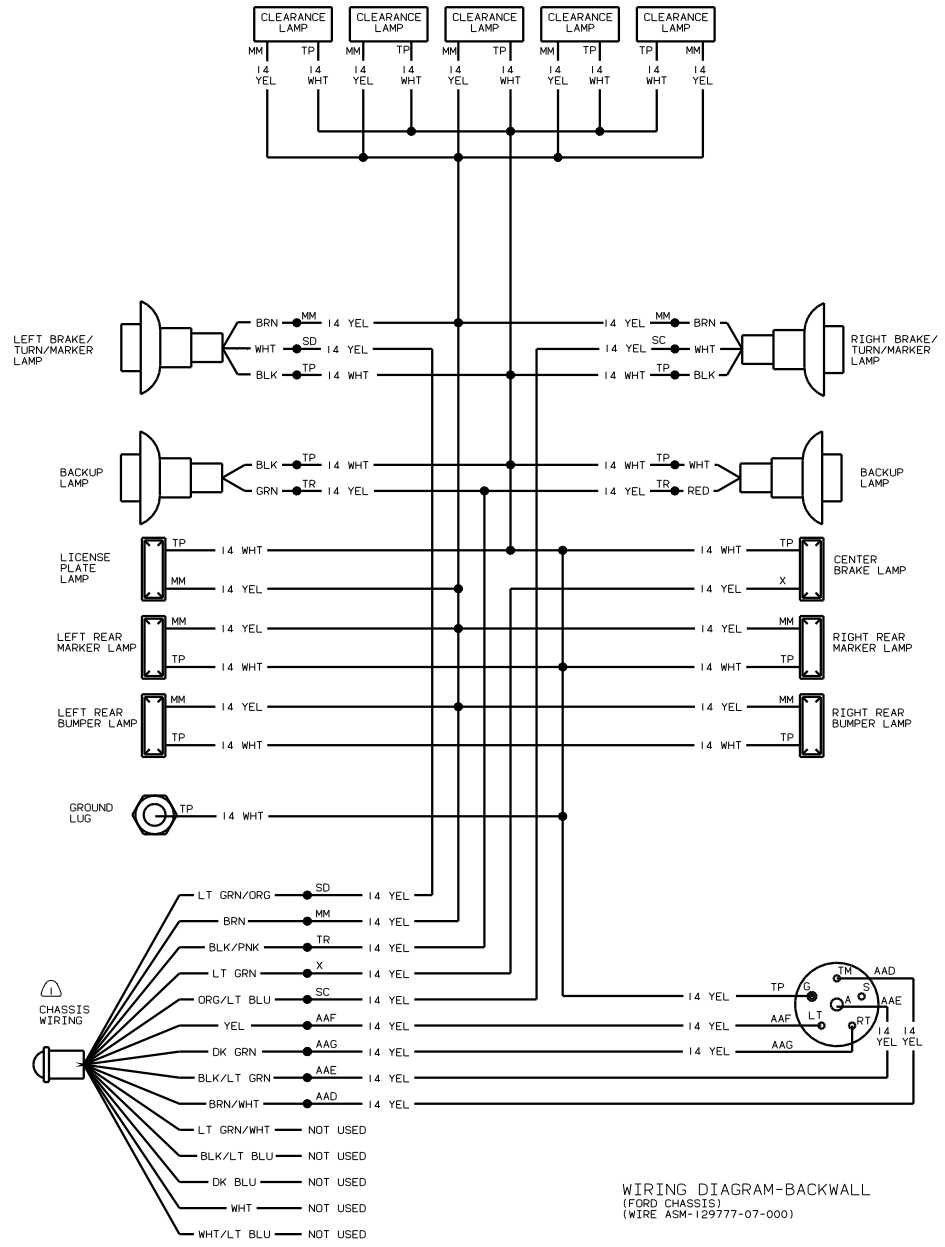 CLEARANCE LAMP
CLEARANCE LAMP
CLEARANCE LAMP
CLEARANCE LAMP
CLEARANCE LAMP
MM TP MM TP MM TP MM TP TP MM
14 YEL 14 WHT 14 YEL 14 WHT 14 YEL 14 WHT 14 YEL 14 WHT 14 WHT 14 YEL
LEFT BRAKE/
TURN/MARKER
LAMP
BRN MM 14 YEL 14 YEL MM BRN
WHT SD 14 YEL 14 YEL SC WHT
BLK TP 14 WHT 14 WHT TP BLK
RIGHT BRAKE/
TURN/MARKER
LAMP
BACKUP
LAMP
BLK TP 14 WHT 14 WHT TP WHT
GRN TR 14 YEL 14 YEL TR RED
BACKUP
LAMP
LICENSE
PLATE
LAMP
TP 14 WHT 14 WHT TP
MM 14 YEL 14 YEL X
CENTER
BRAKE LAMP
LEFT REAR
MARKER LAMP
MM 14 YEL 14 YEL MM
TP 14 WHT 14 WHT TP
RIGHT REAR
MARKER LAMP
LEFT REAR
BUMPER LAMP
MM 14 YEL 14 YEL MM
TP 14 WHT 14 WHT TP
RIGHT REAR
BUMPER LAMP
GROUND
LUG
TP 14 WHT
LT GRN/ORG SD 14 YEL
BRN MM 14 YEL
BLK/PNK TR 14 YEL
LT GRN X 14 YEL
ORG/LT BLU SC 14 YEL 14 YEL TP
YEL AAF 14 YEL 14 YEL AAF
DK GRN AAG 14 YEL 14 YEL AAG
BLK/LT GRN AAE 14 YEL
BRN/WHT AAD 14 YEL
LT GRN/WHT NOT USED
BLK/LT BLU NOT USED
DK BLU NOT USED
WHT NOT USED
WHT/LT BLU NOT USED
1
CHASSIS
WIRING
TM AAD
G S
A AAE
LT RT
14 YEL 14 YEL
WIRING DIAGRAM-BACKWALL
(FORD CHASSIS)
(WIRE ASM-129777-07-000)